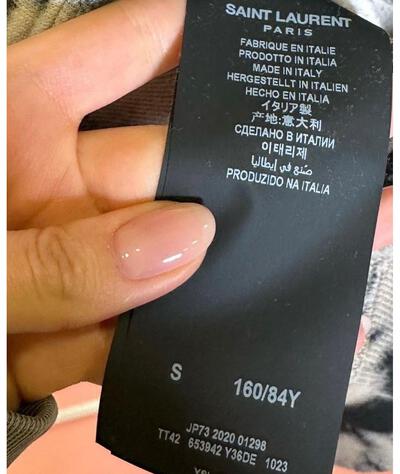 SAINT LAURENT
PARIS
FABRIQUE EN ITALIE
PRODOTTO IN ITALIA
MADE IN ITALY
HERGESTELLT IN ITALIEN
HECHO EN ITALIA
イタリア製
产地:意大利
СДЕЛАНО В ИТАЛИИ
이태리제
صنع في إيطاليا
PRODUZIDO NA ITALIA
S 160/84Y
JP73 2020 01298
TT42 653942 Y36DE 1023